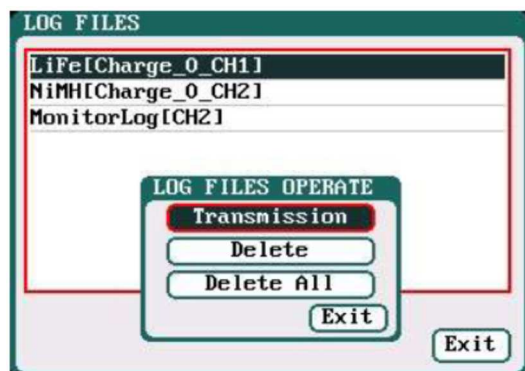 LOG FILES
LiFe[Charge_0_CH1]
NiMH[Charge_0_CH2]
MonitorLog[CH2]
LOG FILES OPERATE
Transmission
Delete
Delete All
Exit
Exit